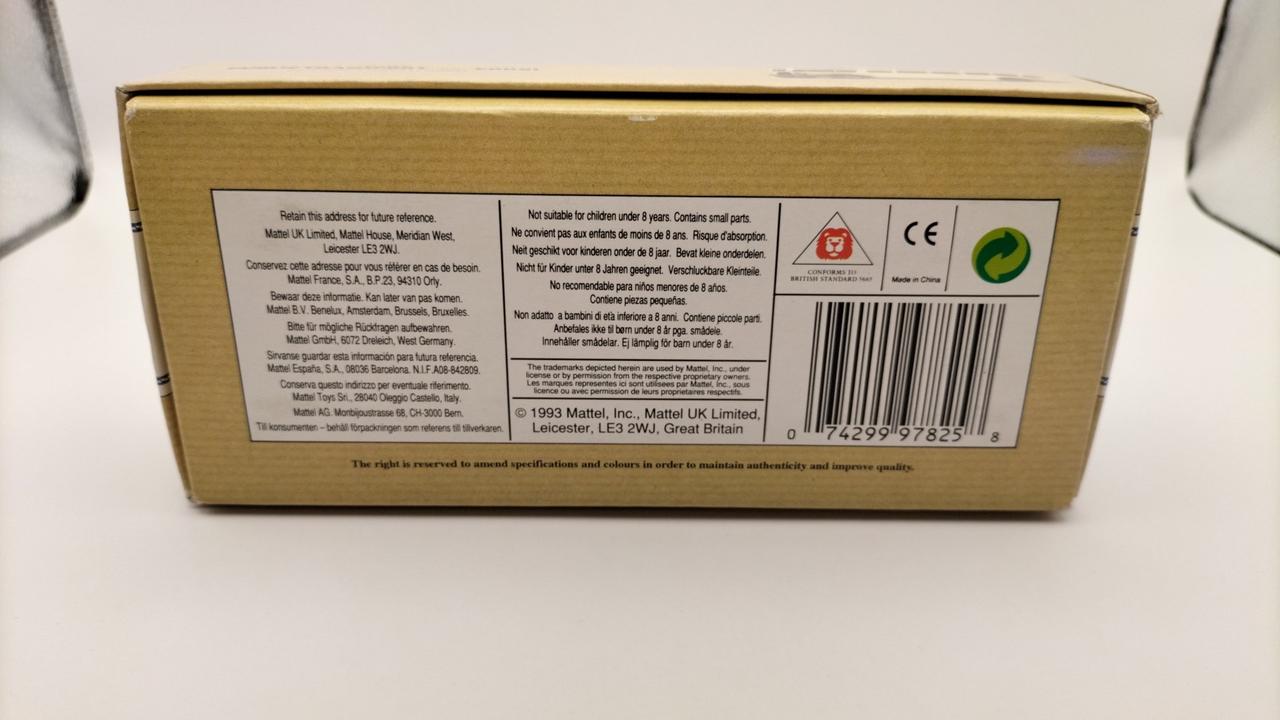 Retain this address for future reference.
Mattel UK Limited, Mattel House, Meridian West,
Leicester LE3 2WJ.
Conservez cette adresse pour vous référer en cas de besoin.
Mattel France, S.A., B.P.23, 94310 Orly.
Bewaar deze informatie. Kan later van pas komen.
Mattel B.V. Benelux, Amsterdam, Brussels, Bruxelles.
Bitte für mögliche Rückfragen aufbewahren.
Mattel GmbH, 6072 Dreleich, West Germany.
Sirvanse guardar esta información para futura referencia.
Mattel España, S.A., 08036 Barcelona. N.I.F.A08-842809.
Conserva questo indirizzo per eventuale riferimento.
Mattel Toys Sri., 28040 Oleggio Castello, Italy.
Mattel AG. Monbijoustrasse 68, CH-3000 Bern.
Till konsumenten – behåll förpackningen som referens till tillverkaren.
Not suitable for children under 8 years. Contains small parts.
Ne convient pas aux enfants de moins de 8 ans. Risque d'absorption.
Neit geschikt voor kinderen onder de 8 jaar. Bevat kleine onderdelen.
Nicht für Kinder unter 8 Jahren geeignet. Verschluckbare Kleinteile.
No recomendable para niños menores de 8 años.
Contiene piezas pequeñas.
Non adatto a bambini di età inferiore a 8 anni. Contiene piccole parti.
Anbefales ikke til børn under 8 år pga. smådele.
Innehåller smådelar. Ej lämplig för barn under 8 år.
The trademarks depicted herein are used by Mattel, Inc., under
license or by permission from the respective proprietary owners.
Les marques representes ici sont utilisees par Mattel, Inc., sous
licence ou avec permission de leurs proprietaires respectifs.
© 1993 Mattel, Inc., Mattel UK Limited,
Leicester, LE3 2WJ, Great Britain
CONFORMS TO
BRITISH STANDARD 5665
CE
Made in China
0 74299 97825 8
The right is reserved to amend specifications and colours in order to maintain authenticity and improve quality.